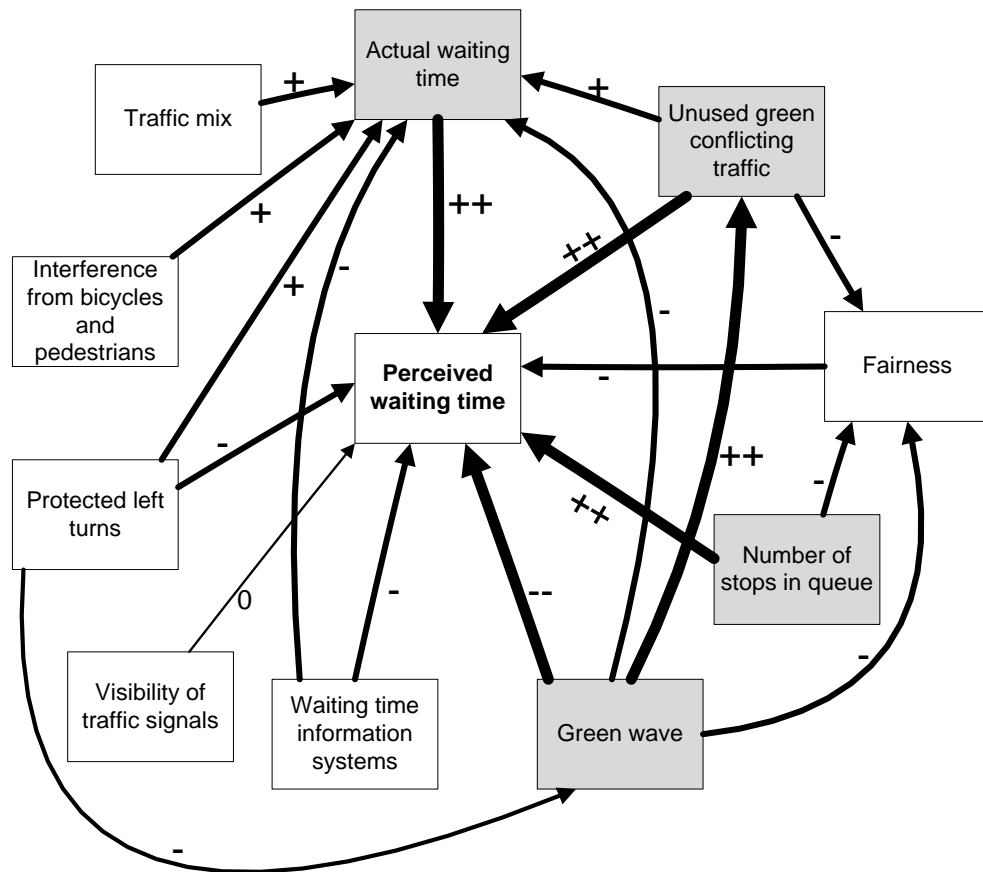 Actual waiting
time
+
+
Traffic mix
Unused green
conflicting
traffic
++
+
++
-
-
Interference
from bicycles
and
pedestrians
+
-
Perceived
waiting time
-
Fairness
-
++
Protected left
turns
-
++
Number of
stops in queue
0
-
--
Visibility of
traffic signals
Waiting time
information
systems
Green wave
-
-